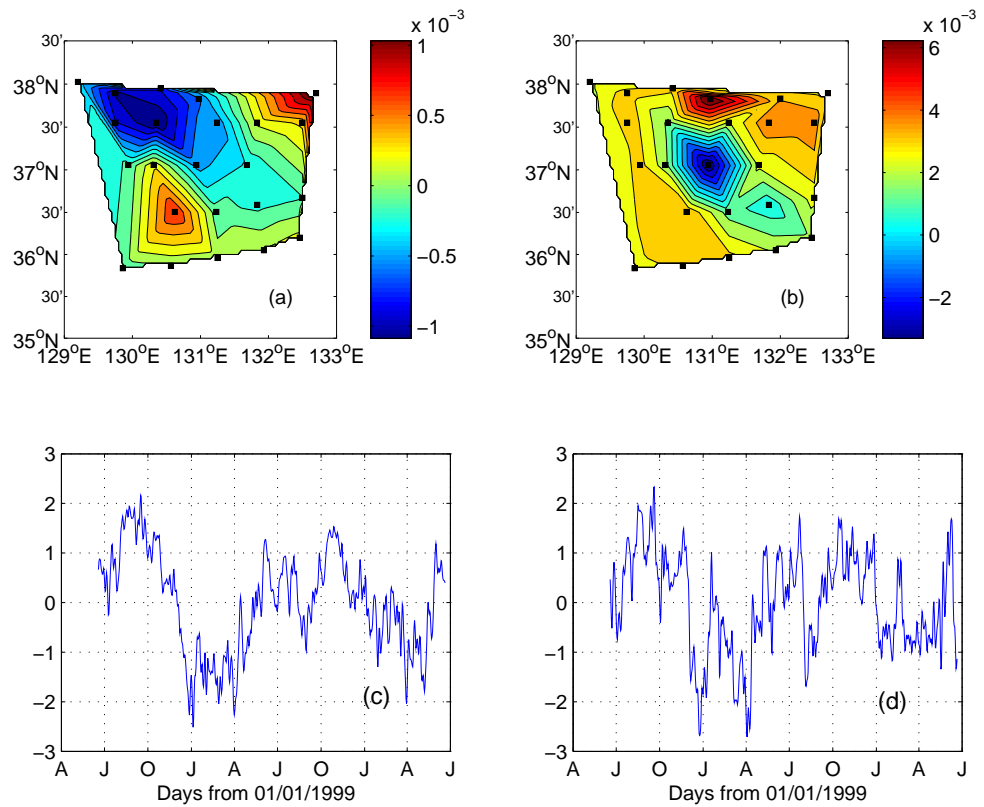 x 10⁻³
30'
38°N
30'
37°N
30'
36°N
30'
35°N
129°E 130°E 131°E 132°E 133°E
(a)
1
0.5
0
−0.5
−1
x 10⁻³
30'
38°N
30'
37°N
30'
36°N
30'
35°N
129°E 130°E 131°E 132°E 133°E
(b)
6
4
2
0
−2
3
2
1
0
−1
−2
−3
A J O J A J O J A J
Days from 01/01/1999
(c)
3
2
1
0
−1
−2
−3
A J O J A J O J A J
Days from 01/01/1999
(d)